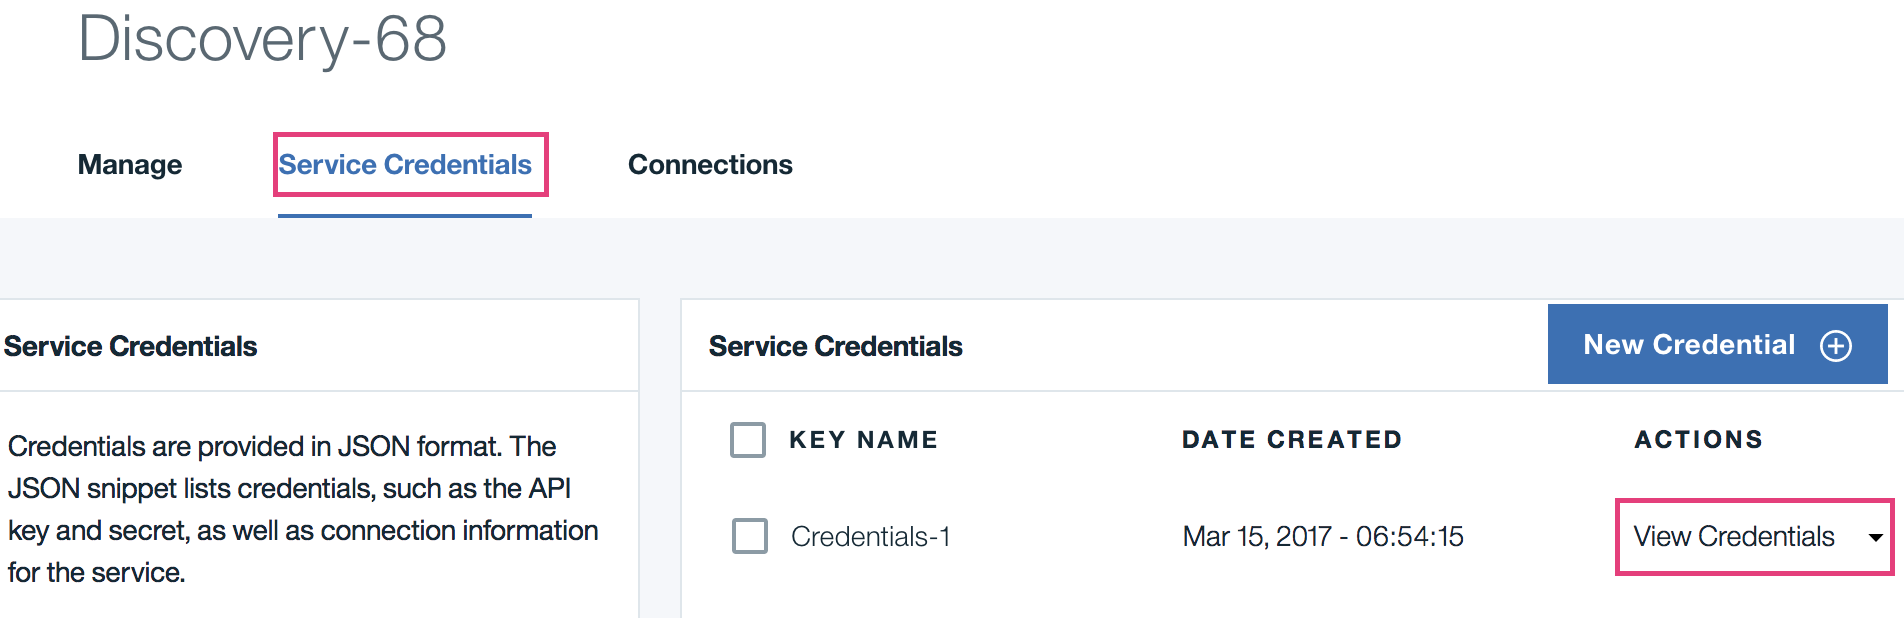 Discovery-68
Manage
Service Credentials
Connections
Service Credentials
Credentials are provided in JSON format. The
JSON snippet lists credentials, such as the API
key and secret, as well as connection information
for the service.
Service Credentials
New Credential
KEY NAME
DATE CREATED
ACTIONS
Credentials-1
Mar 15, 2017 - 06:54:15
View Credentials